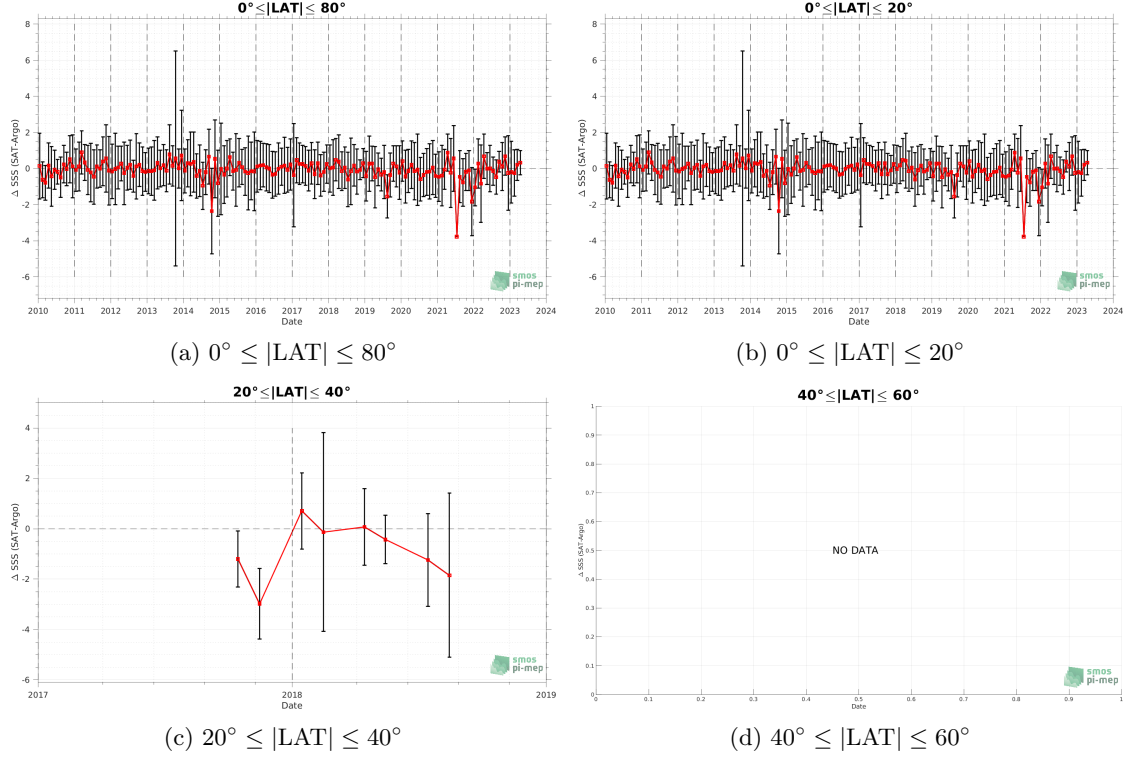 0°≤|LAT|≤ 80°
Δ SSS (SAT-Argo)
8
6
4
2
0
-2
-4
-6
2010 2011 2012 2013 2014 2015 2016 2017 2018 2019 2020 2021 2022 2023 2024
Date
smos
pi-mep
(a) 0° ≤ |LAT| ≤ 80°
0°≤|LAT|≤ 20°
Δ SSS (SAT-Argo)
8
6
4
2
0
-2
-4
-6
2010 2011 2012 2013 2014 2015 2016 2017 2018 2019 2020 2021 2022 2023 2024
Date
smos
pi-mep
(b) 0° ≤ |LAT| ≤ 20°
20°≤|LAT|≤ 40°
Δ SSS (SAT-Argo)
4
2
0
-2
-4
-6
2017 2018 2019
Date
smos
pi-mep
(c) 20° ≤ |LAT| ≤ 40°
40°≤|LAT|≤ 60°
Δ SSS (SAT-Argo)
1
0.9
0.8
0.7
0.6
0.5
0.4
0.3
0.2
0.1
0
NO DATA
0 0.1 0.2 0.3 0.4 0.5 0.6 0.7 0.8 0.9 1
Date
smos
pi-mep
(d) 40° ≤ |LAT| ≤ 60°